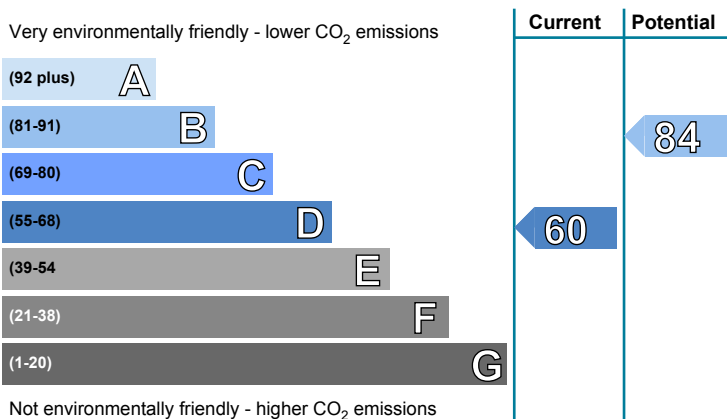 Very environmentally friendly - lower CO2 emissions
Current Potential
(92 plus) A
(81-91) B
84
(69-80) C
(55-68) D
60
(39-54 E
(21-38) F
(1-20) G
Not environmentally friendly - higher CO2 emissions